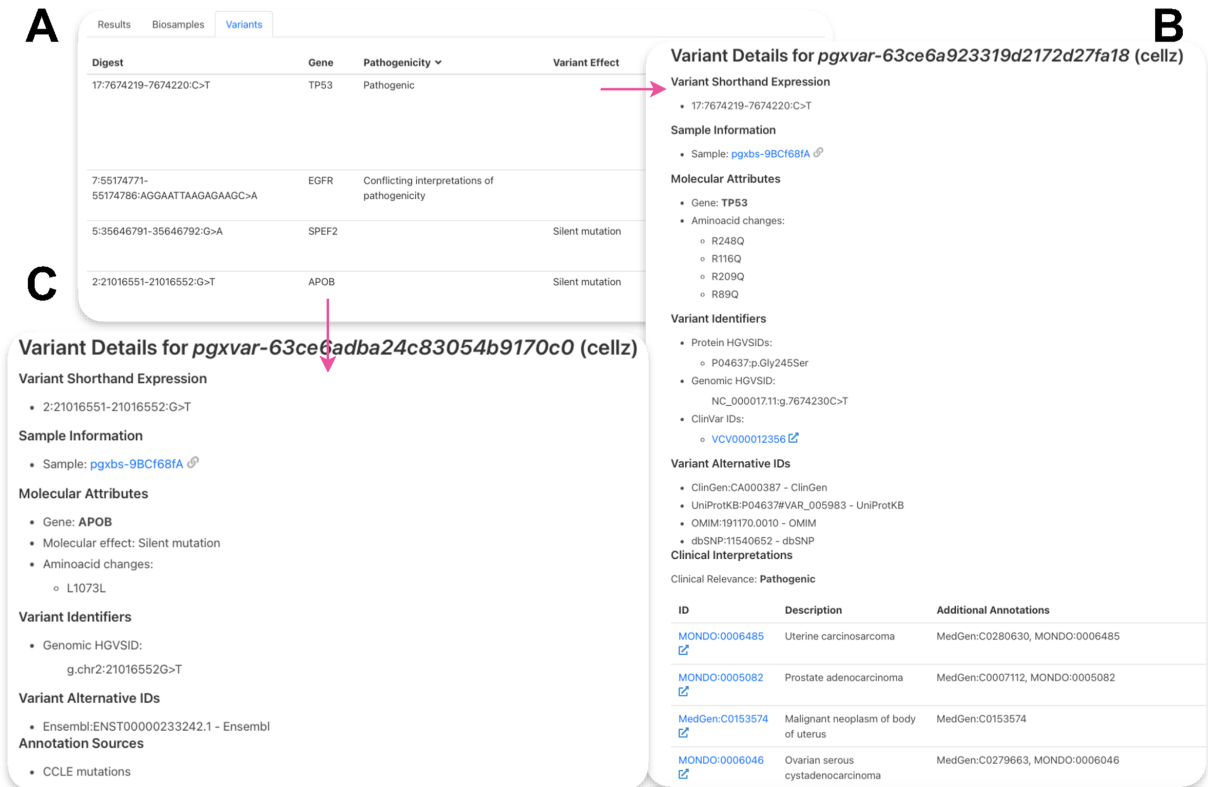 A
Results Biosamples Variants
Digest Gene Pathogenicity Variant Effect
17:7674219-7674220:C>T TP53 Pathogenic
7:55174771- EGFR Conflicting interpretations of
55174786:AGGAATTAAGAGAAGC>A pathogenicity
5:35646791-35646792:G>A SPEF2 Silent mutation
2:21016551-21016552:G>T APOB Silent mutation
B
Variant Details for pgxvar-63ce6a923319d2172d27fa18 (cellz)
Variant Shorthand Expression
17:7674219-7674220:C>T
Sample Information
Sample: pgxbs-9BCf68fA
Molecular Attributes
Gene: TP53
Aminoacid changes:
R248Q
R116Q
R209Q
R89Q
Variant Identifiers
Protein HGVSIDs:
P04637:p.Gly245Ser
Genomic HGVSID:
NC_000017.11:g.7674230C>T
ClinVar IDs:
VCV000012356
Variant Alternative IDs
ClinGen:CA000387 - ClinGen
UniProtKB:P04637#VAR_005983 - UniProtKB
OMIM:191170.0010 - OMIM
dbSNP:11540652 - dbSNP
Clinical Interpretations
Clinical Relevance: Pathogenic
ID Description Additional Annotations
MONDO:0006485 Uterine carcinosarcoma MedGen:C0280630, MONDO:0006485
MONDO:0005082 Prostate adenocarcinoma MedGen:C0007112, MONDO:0005082
MedGen:C0153574 Malignant neoplasm of body MedGen:C0153574
of uterus
MONDO:0006046 Ovarian serous MedGen:C0279663, MONDO:0006046
cystadenocarcinoma
C
Variant Details for pgxvar-63ce6adba24c83054b9170c0 (cellz)
Variant Shorthand Expression
2:21016551-21016552:G>T
Sample Information
Sample: pgxbs-9BCf68fA
Molecular Attributes
Gene: APOB
Molecular effect: Silent mutation
Aminoacid changes:
L1073L
Variant Identifiers
Genomic HGVSID:
g.chr2:21016552G>T
Variant Alternative IDs
Ensembl:ENST00000233242.1 - Ensembl
Annotation Sources
CCLE mutations